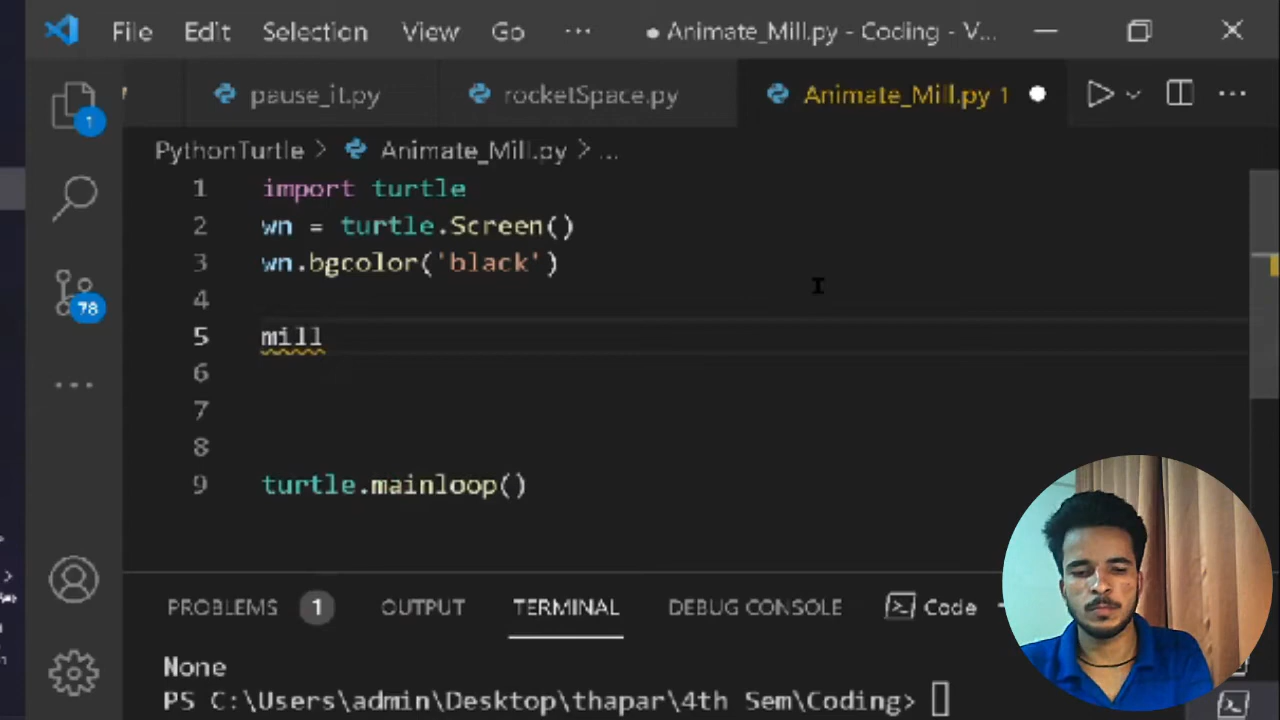 File Edit Selection View Go ··· ● Animate_Mill.py - Coding - V...
pause_it.py rocketSpace.py Animate_Mill.py 1
PythonTurtle > Animate_Mill.py > ...
1 import turtle
2 wn = turtle.Screen()
3 wn.bgcolor('black')
4
5 mill
6
7
8
9 turtle.mainloop()
1
78
PROBLEMS 1 OUTPUT TERMINAL DEBUG CONSOLE Code
None
PS C:\Users\admin\Desktop\thapar\4th Sem\Coding>